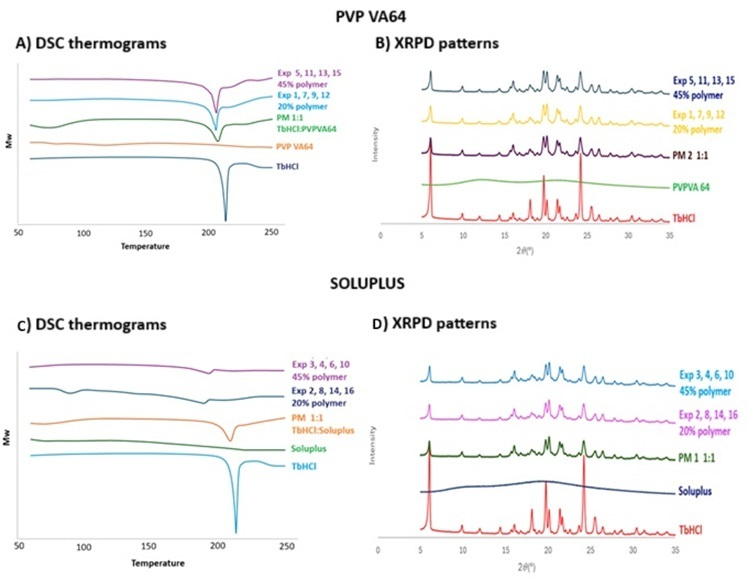 PVP VA64
A) DSC thermograms
Exp 5, 11, 13, 15
45% polymer
Exp 1, 7, 9, 12
20% polymer
PM 1:1
TbHCl:PVPVA64
PVP VA64
TbHCl
Mw
50 100 150 200 250
Temperature
B) XRPD patterns
Exp 5, 11, 13, 15
45% polymer
Exp 1, 7, 9, 12
20% polymer
PM 2 1:1
PVPVA 64
TbHCl
Intensity
0 5 10 15 20 25 30 35
2θ(°)
SOLUPLUS
C) DSC thermograms
Exp 3, 4, 6, 10
45% polymer
Exp 2, 8, 14, 16
20% polymer
PM 1:1
TbHCl:Soluplus
Soluplus
TbHCl
Mw
50 100 150 200 250
Temperature
D) XRPD patterns
Exp 3, 4, 6, 10
45% polymer
Exp 2, 8, 14, 16
20% polymer
PM 1 1:1
Soluplus
TbHCl
Intensity
0 5 10 15 20 25 30 35
2θ(°)